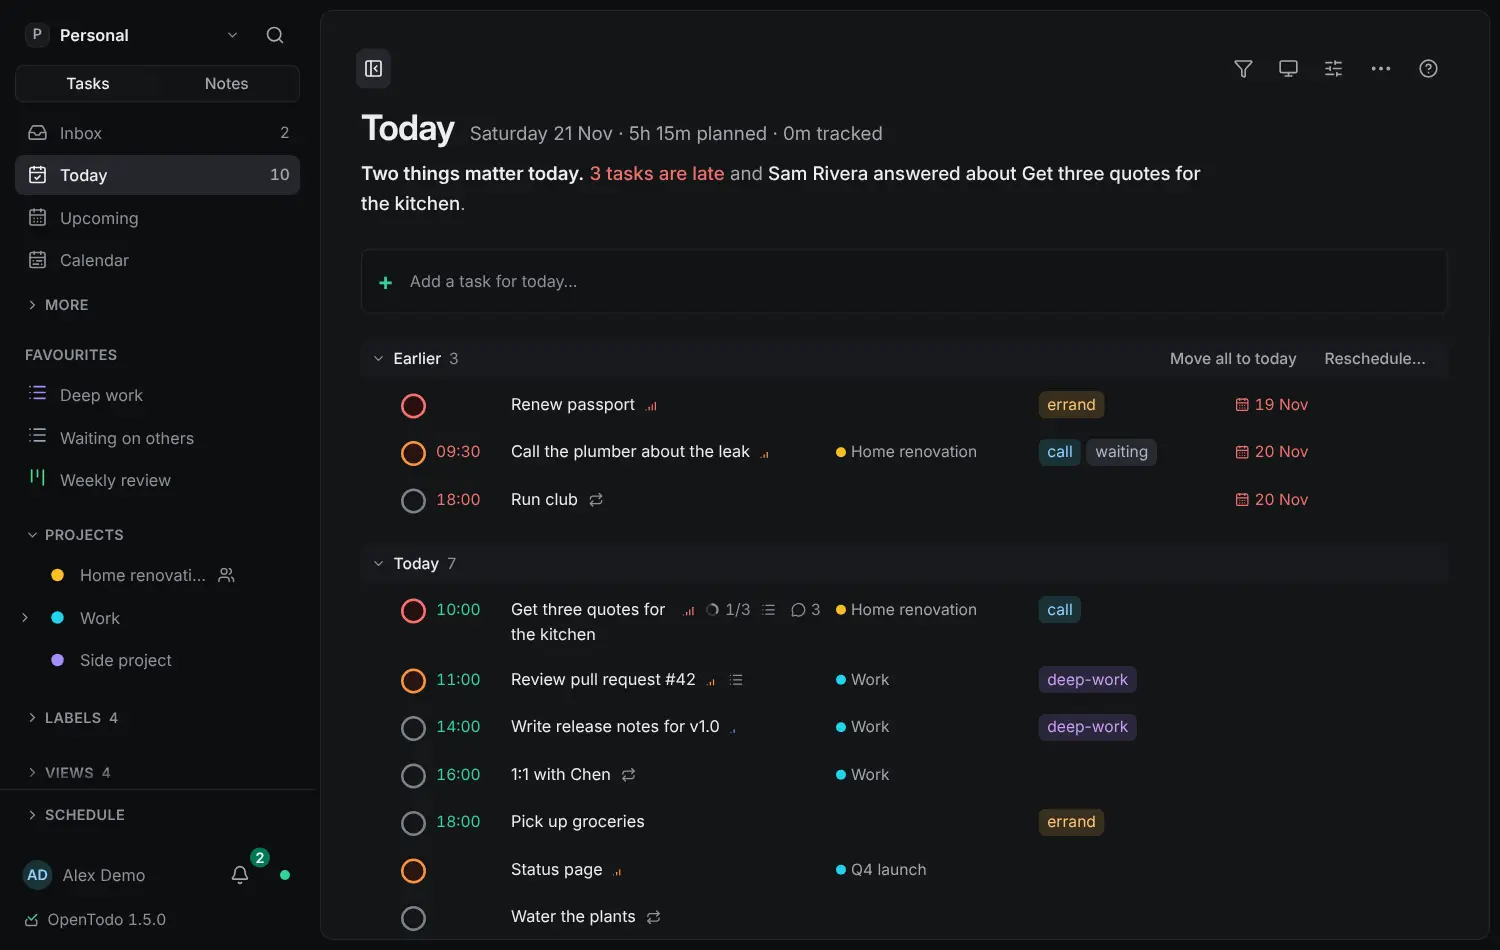 P Personal
Tasks Notes
Inbox 2
Today 10
Upcoming
Calendar
MORE
FAVOURITES
Deep work
Waiting on others
Weekly review
PROJECTS
Home renovati...
Work
Side project
LABELS 4
VIEWS 4
SCHEDULE
AD Alex Demo 2
OpenTodo 1.5.0
Today Saturday 21 Nov · 5h 15m planned · 0m tracked
Two things matter today. 3 tasks are late and Sam Rivera answered about Get three quotes for
the kitchen.
+ Add a task for today...
Earlier 3 Move all to today Reschedule...
Renew passport errand 19 Nov
09:30 Call the plumber about the leak Home renovation call waiting 20 Nov
18:00 Run club 20 Nov
Today 7
10:00 Get three quotes for 1/3 3 Home renovation call
the kitchen
11:00 Review pull request #42 Work deep-work
14:00 Write release notes for v1.0 Work deep-work
16:00 1:1 with Chen Work
18:00 Pick up groceries errand
Status page Q4 launch
Water the plants